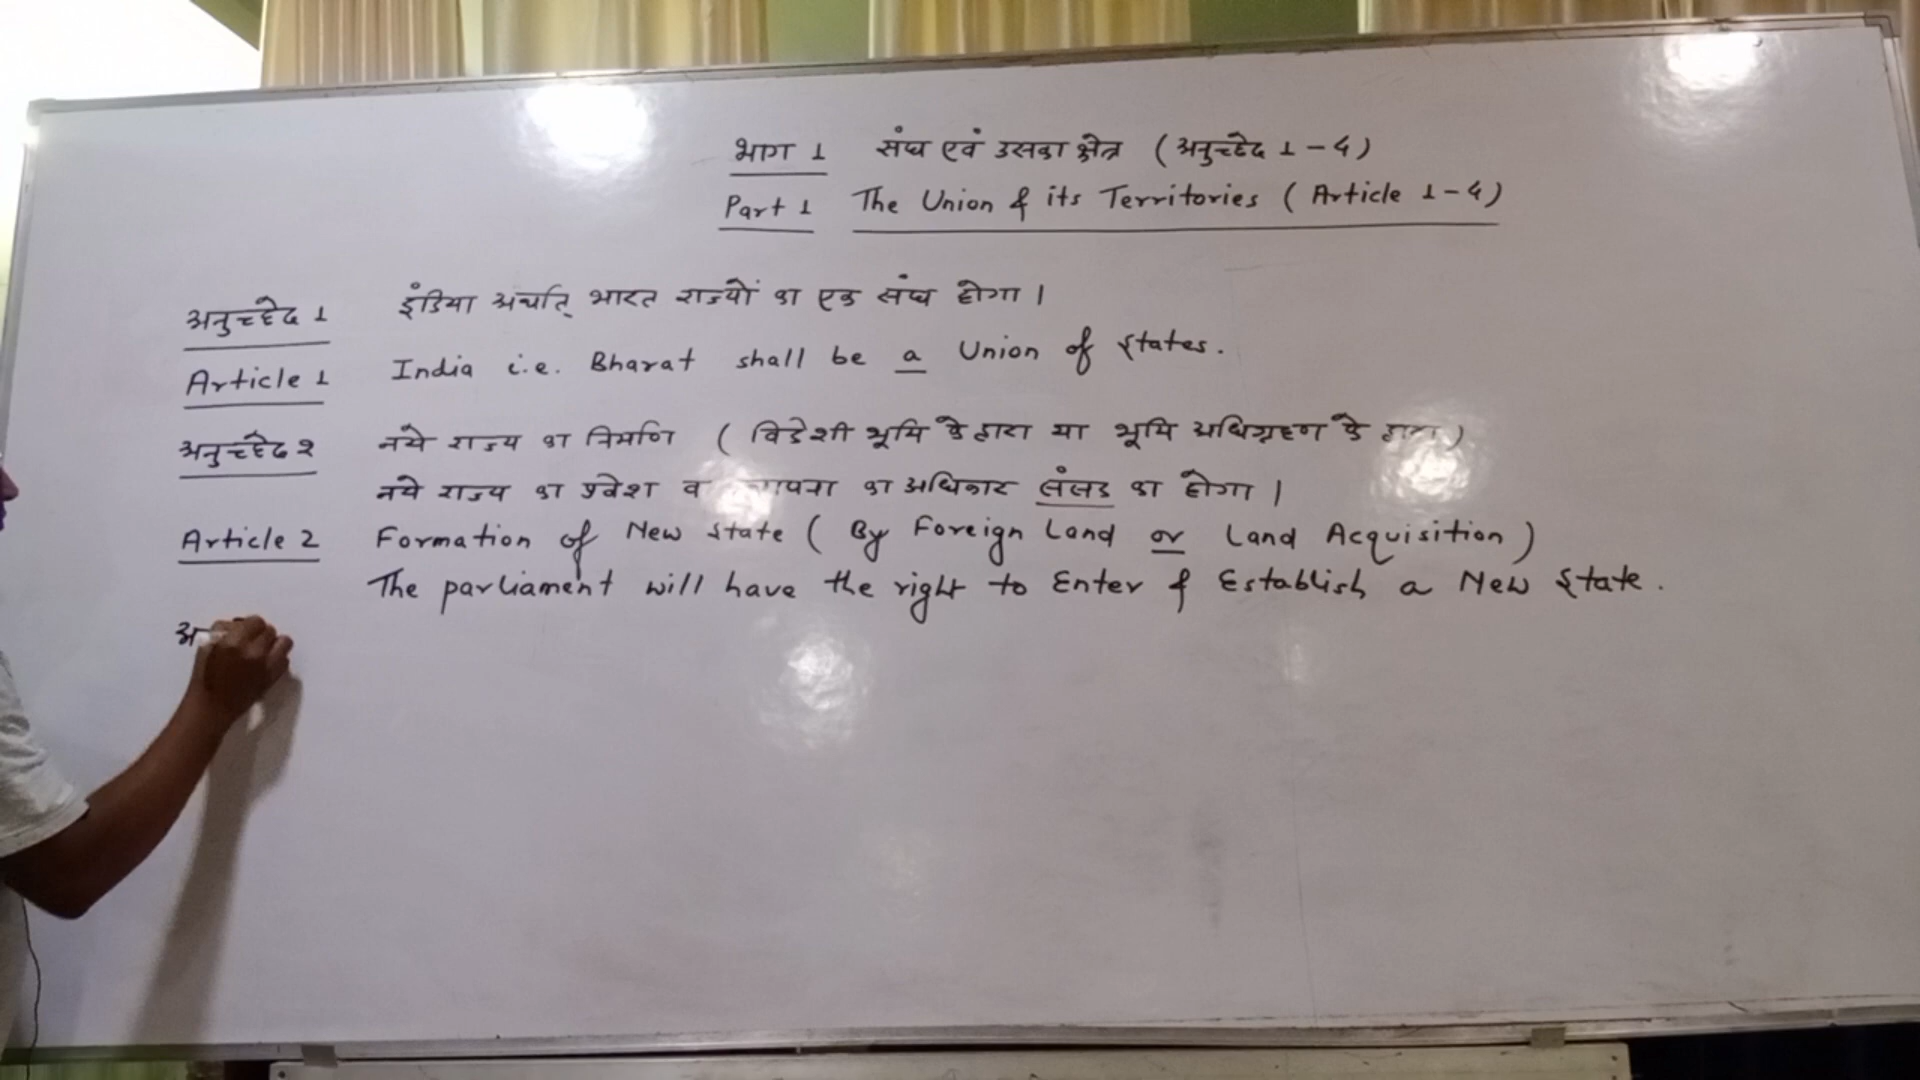 भाग 1 संघ एवं उसका क्षेत्र (अनुच्छेद 1-4)
Part 1 The Union & its Territories (Article 1-4)
अनुच्छेद 1 इंडिया अर्थात् भारत राज्यों का एक संघ होगा।
Article 1 India i.e. Bharat shall be a Union of States.
अनुच्छेद 2 नये राज्य का निर्माण (विदेशी भूमि के द्वारा या भूमि अधिग्रहण के द्वारा)
नये राज्य का प्रवेश व का अधिकार संसद का होगा।
Article 2 Formation of New State (By Foreign Land or Land Acquisition)
The parliament will have the right to Enter & Establish a New State.
अ